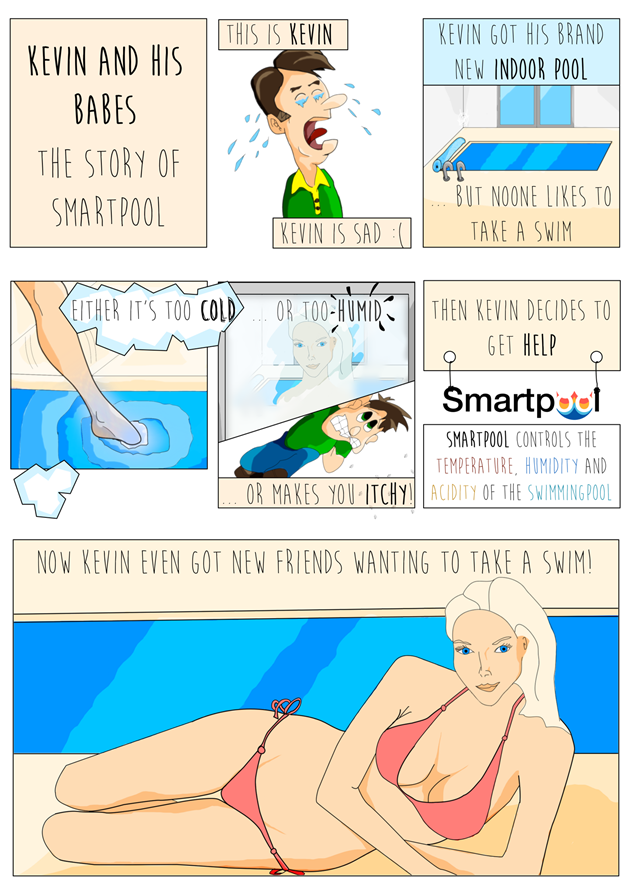 KEVIN AND HIS
BABES
THE STORY OF
SMARTPOOL
THIS IS KEVIN
KEVIN IS SAD :(
KEVIN GOT HIS BRAND
NEW INDOOR POOL
... BUT NOONE LIKES TO
TAKE A SWIM
EITHER IT'S TOO COLD
... OR TOO HUMID
... OR MAKES YOU ITCHY!
THEN KEVIN DECIDES TO
GET HELP
Smartpool
SMARTPOOL CONTROLS THE
TEMPERATURE, HUMIDITY AND
ACIDITY OF THE SWIMMINGPOOL
NOW KEVIN EVEN GOT NEW FRIENDS WANTING TO TAKE A SWIM!